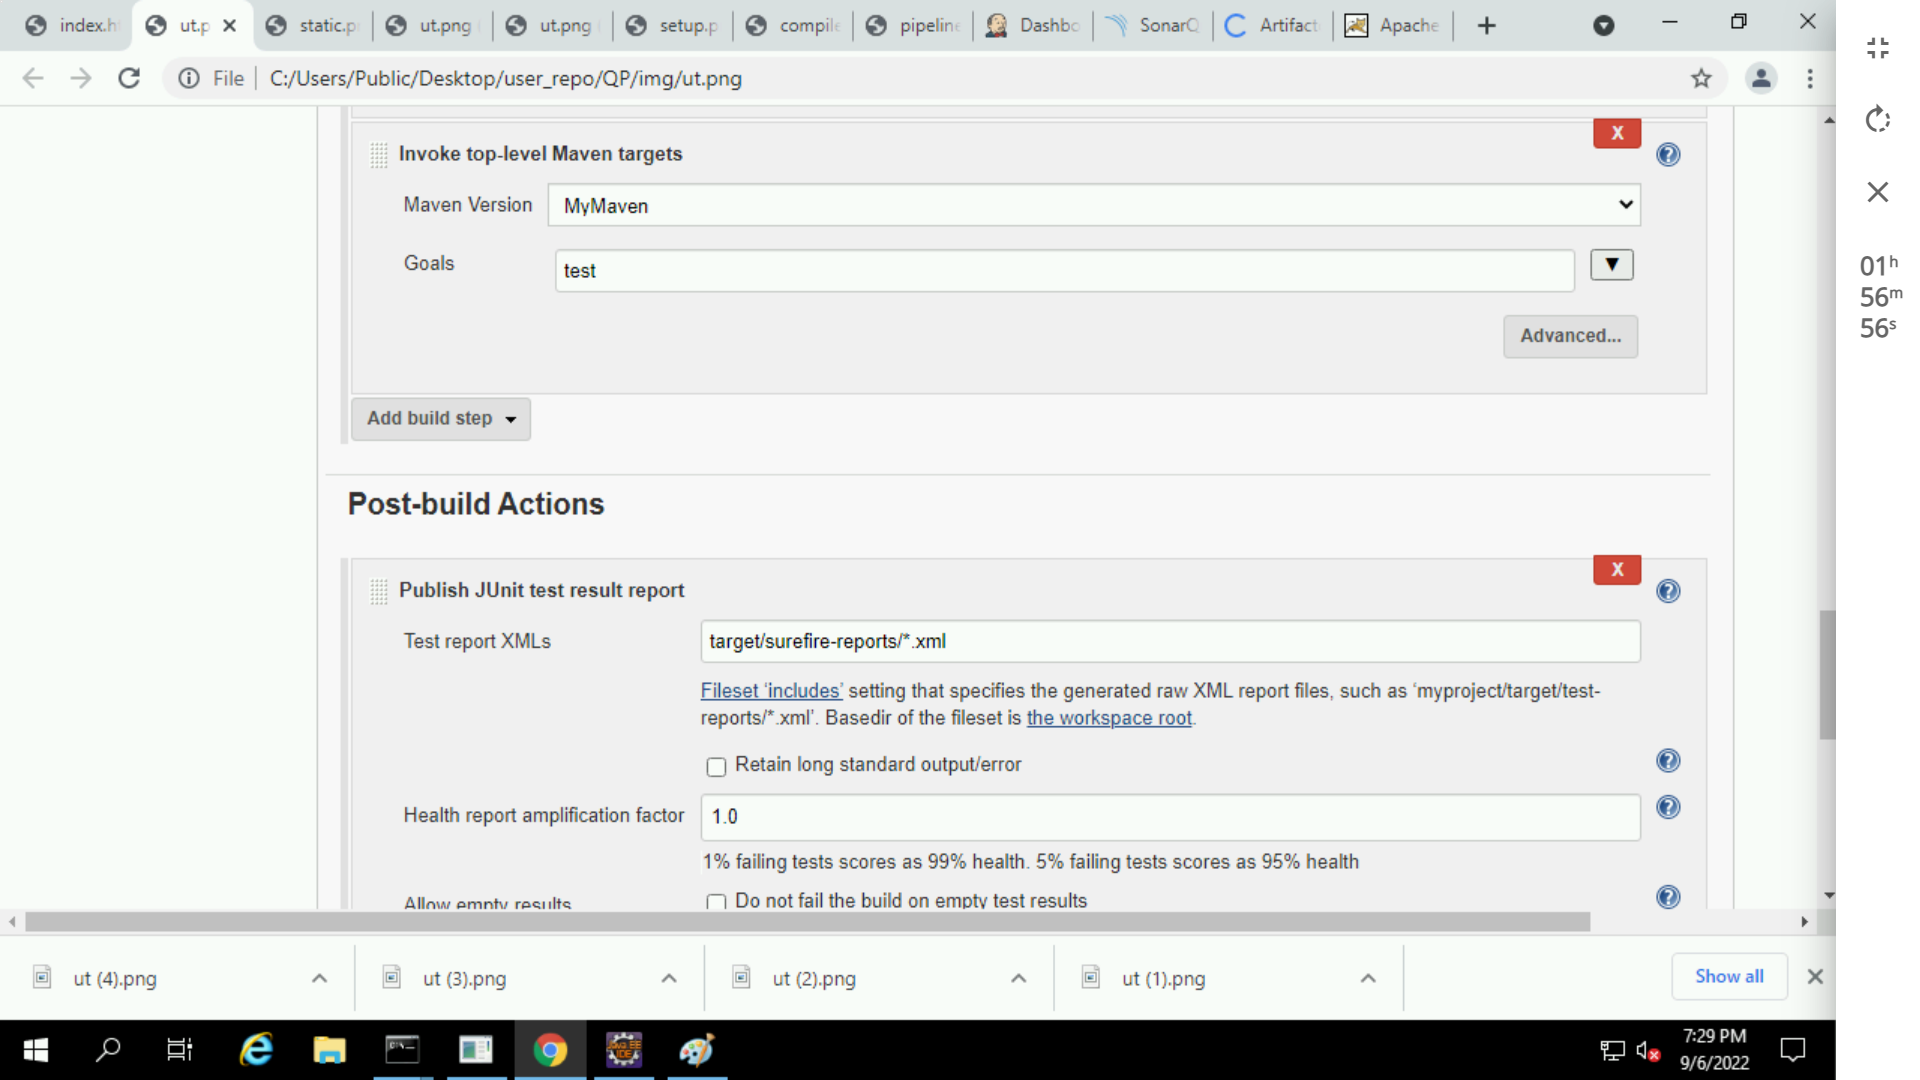 index.h
ut.p
static.p
ut.png
ut.png
setup.p
compile
pipeline
Dashbo
SonarQ
Artifact
Apache
File
C:/Users/Public/Desktop/user_repo/QP/img/ut.png
01h
56m
56s
X
Invoke top-level Maven targets
Maven Version
MyMaven
Goals
test
Advanced...
Add build step
Post-build Actions
X
Publish JUnit test result report
Test report XMLs
target/surefire-reports/*.xml
Fileset ‘includes’ setting that specifies the generated raw XML report files, such as ‘myproject/target/test-
reports/*.xml’. Basedir of the fileset is the workspace root.
Retain long standard output/error
Health report amplification factor
1.0
1% failing tests scores as 99% health. 5% failing tests scores as 95% health
Allow empty results
Do not fail the build on empty test results
ut (4).png
ut (3).png
ut (2).png
ut (1).png
Show all
7:29 PM
9/6/2022